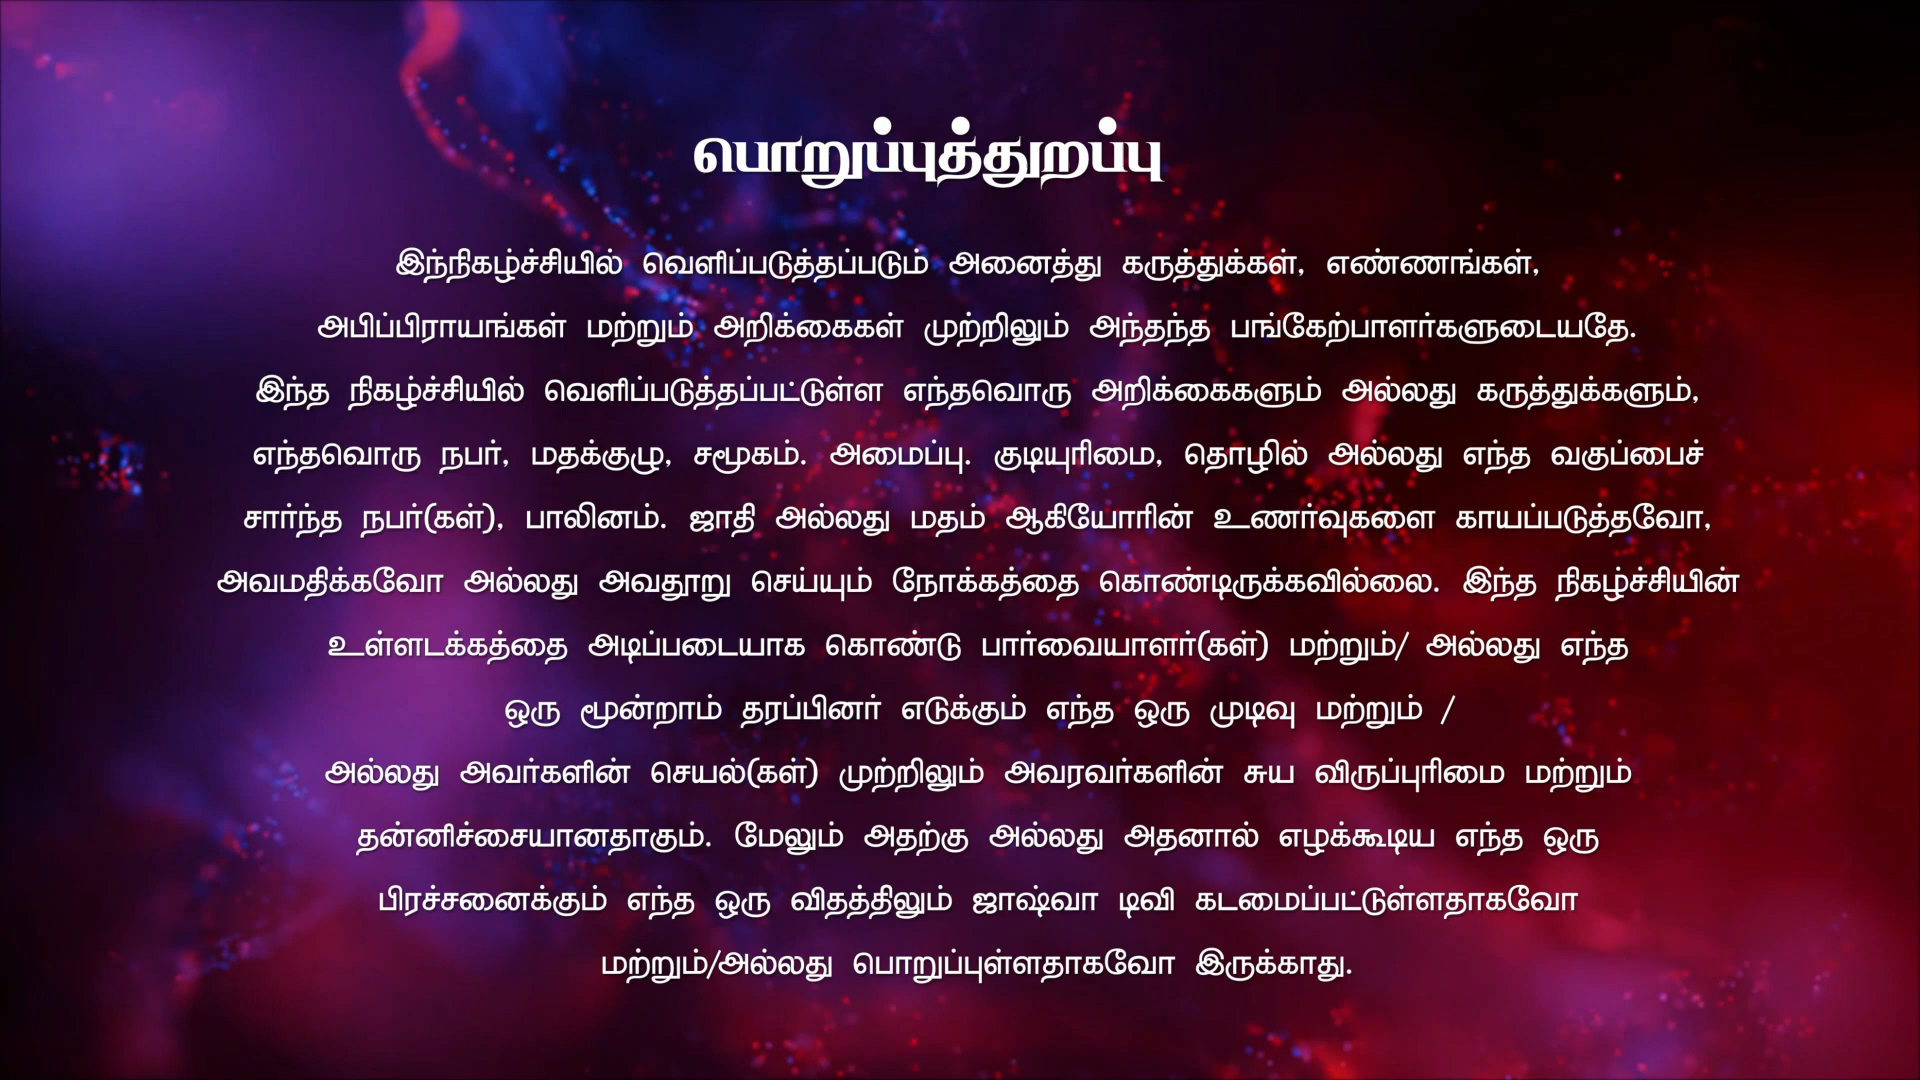 பொறுப்புத்துறப்பு
இந்நிகழ்ச்சியில் வெளிப்படுத்தப்படும் அனைத்து கருத்துக்கள், எண்ணங்கள்,
அபிப்பிராயங்கள் மற்றும் அறிக்கைகள் முற்றிலும் அந்தந்த பங்கேற்பாளர்களுடையதே.
இந்த நிகழ்ச்சியில் வெளிப்படுத்தப்பட்டுள்ள எந்தவொரு அறிக்கைகளும் அல்லது கருத்துக்களும்,
எந்தவொரு நபர், மதக்குழு, சமூகம். அமைப்பு. குடியுரிமை, தொழில் அல்லது எந்த வகுப்பைச்
சார்ந்த நபர்(கள்), பாலினம். ஜாதி அல்லது மதம் ஆகியோரின் உணர்வுகளை காயப்படுத்தவோ,
அவமதிக்கவோ அல்லது அவதூறு செய்யும் நோக்கத்தை கொண்டிருக்கவில்லை. இந்த நிகழ்ச்சியின்
உள்ளடக்கத்தை அடிப்படையாக கொண்டு பார்வையாளர்(கள்) மற்றும்/ அல்லது எந்த
ஒரு மூன்றாம் தரப்பினர் எடுக்கும் எந்த ஒரு முடிவு மற்றும் /
அல்லது அவர்களின் செயல்(கள்) முற்றிலும் அவரவர்களின் சுய விருப்புரிமை மற்றும்
தன்னிச்சையானதாகும். மேலும் அதற்கு அல்லது அதனால் எழக்கூடிய எந்த ஒரு
பிரச்சனைக்கும் எந்த ஒரு விதத்திலும் ஜாஷ்வா டிவி கடமைப்பட்டுள்ளதாகவோ
மற்றும்/அல்லது பொறுப்புள்ளதாகவோ இருக்காது.